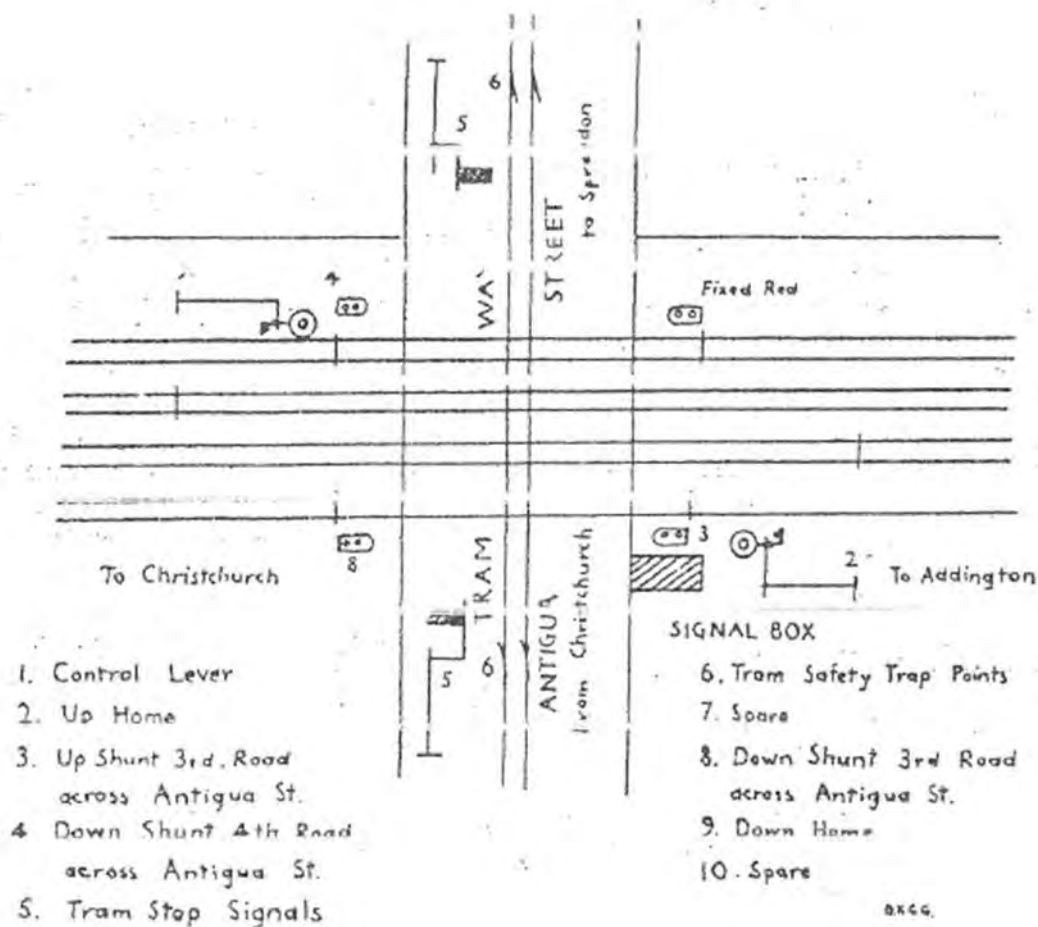 6
5
STREET
to Spreydon
4
WAY
Fixed Red
8
3
2
To Christchurch
To Addington
TRAM
ANTIGUA
From Christchurch
SIGNAL BOX
5
6
1. Control Lever
2. Up Home
3. Up Shunt 3rd. Road
across Antigua St.
4 Down Shunt 4th Road
across Antigua St.
5. Tram Stop Signals
6. Tram Safety Trap Points
7. Spare
8. Down Shunt 3rd Road
across Antigua St.
9. Down Home
10. Spare